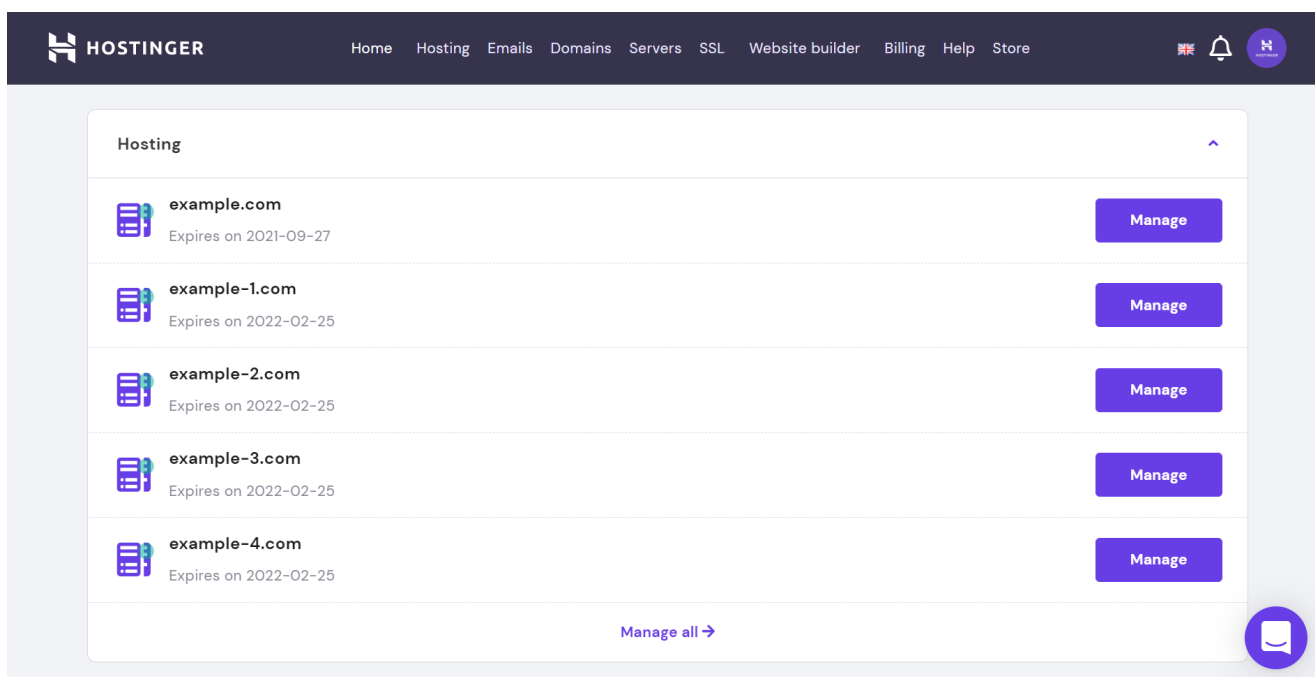 HOSTINGER Home Hosting Emails Domains Servers SSL Website builder Billing Help Store
Hosting
example.com
Expires on 2021-09-27
Manage
example-1.com
Expires on 2022-02-25
Manage
example-2.com
Expires on 2022-02-25
Manage
example-3.com
Expires on 2022-02-25
Manage
example-4.com
Expires on 2022-02-25
Manage
Manage all →